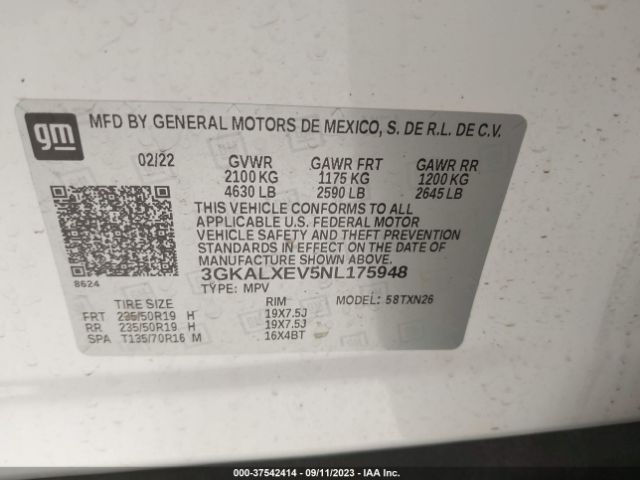 gm
MFD BY GENERAL MOTORS DE MEXICO, S. DE R.L. DE C.V.
02/22 GVWR GAWR FRT GAWR RR
2100 KG 1175 KG 1200 KG
4630 LB 2590 LB 2645 LB
THIS VEHICLE CONFORMS TO ALL
APPLICABLE U.S. FEDERAL MOTOR
VEHICLE SAFETY AND THEFT PREVENTION
STANDARDS IN EFFECT ON THE DATE OF
MANUFACTURE SHOWN ABOVE.
8624 3GKALXEV5NL175948
TYPE: MPV MODEL: 58TXN26
TIRE SIZE RIM
FRT 235/50R19 H 19X7.5J
RR 235/50R19 H 19X7.5J
SPA T135/70R16 M 16X4BT
000-37542414 - 09/11/2023 - IAA Inc.